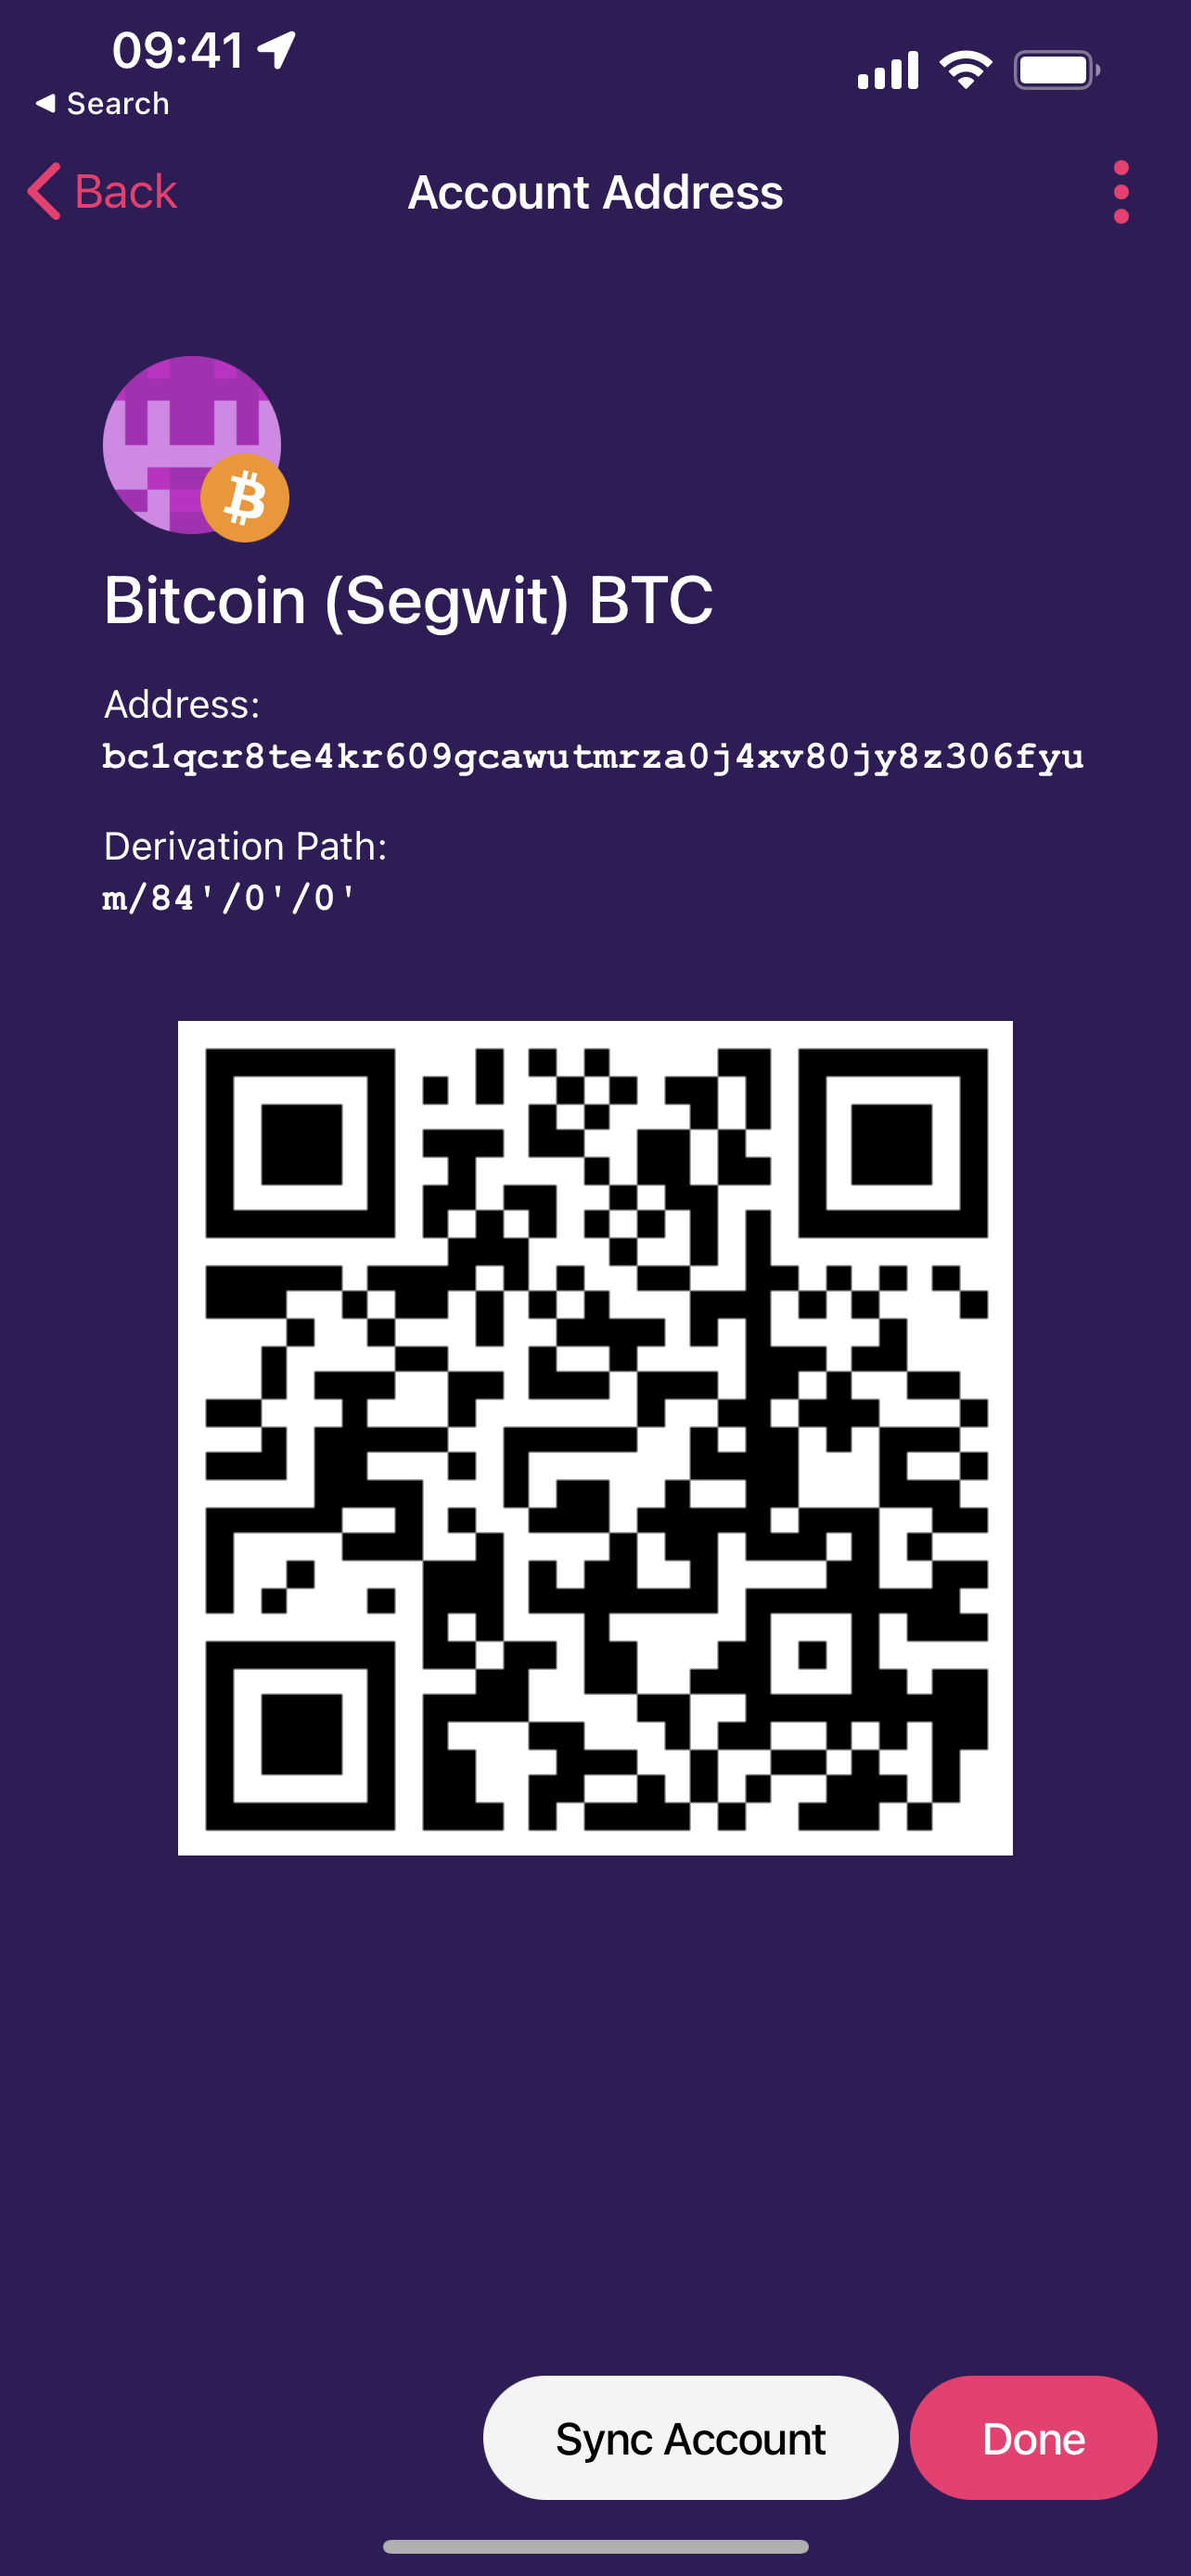 09:41
Search
Back
Account Address
Bitcoin (Segwit) BTC
Address:
bc1qcr8te4kr609gcawutmrza0j4xv80jy8z306fyu
Derivation Path:
m/84'/0'/0'
Sync Account
Done